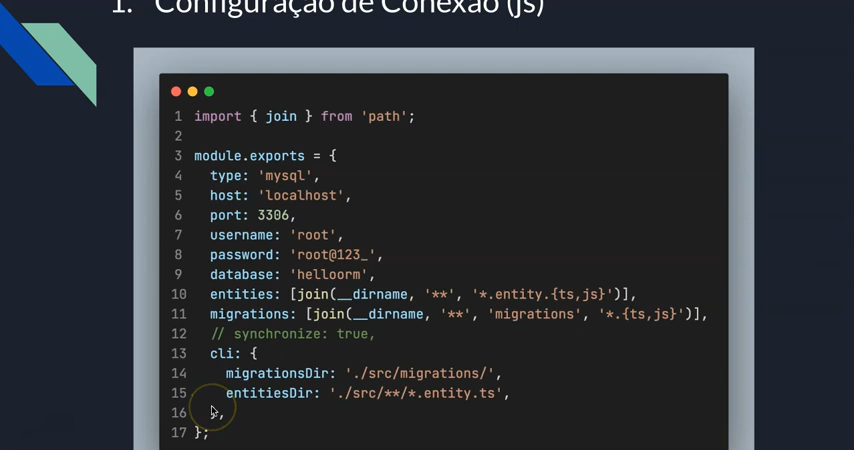 1. Configuração de Conexão (js)
1 import { join } from 'path';
2
3 module.exports = {
4 type: 'mysql',
5 host: 'localhost',
6 port: 3306,
7 username: 'root',
8 password: 'root@123_',
9 database: 'helloorm',
10 entities: [join(__dirname, '**', '*.entity.{ts,js}')],
11 migrations: [join(__dirname, '**', 'migrations', '*.{ts,js}')],
12 // synchronize: true,
13 cli: {
14 migrationsDir: './src/migrations/',
15 entitiesDir: './src/**/*.entity.ts',
16 },
17 };